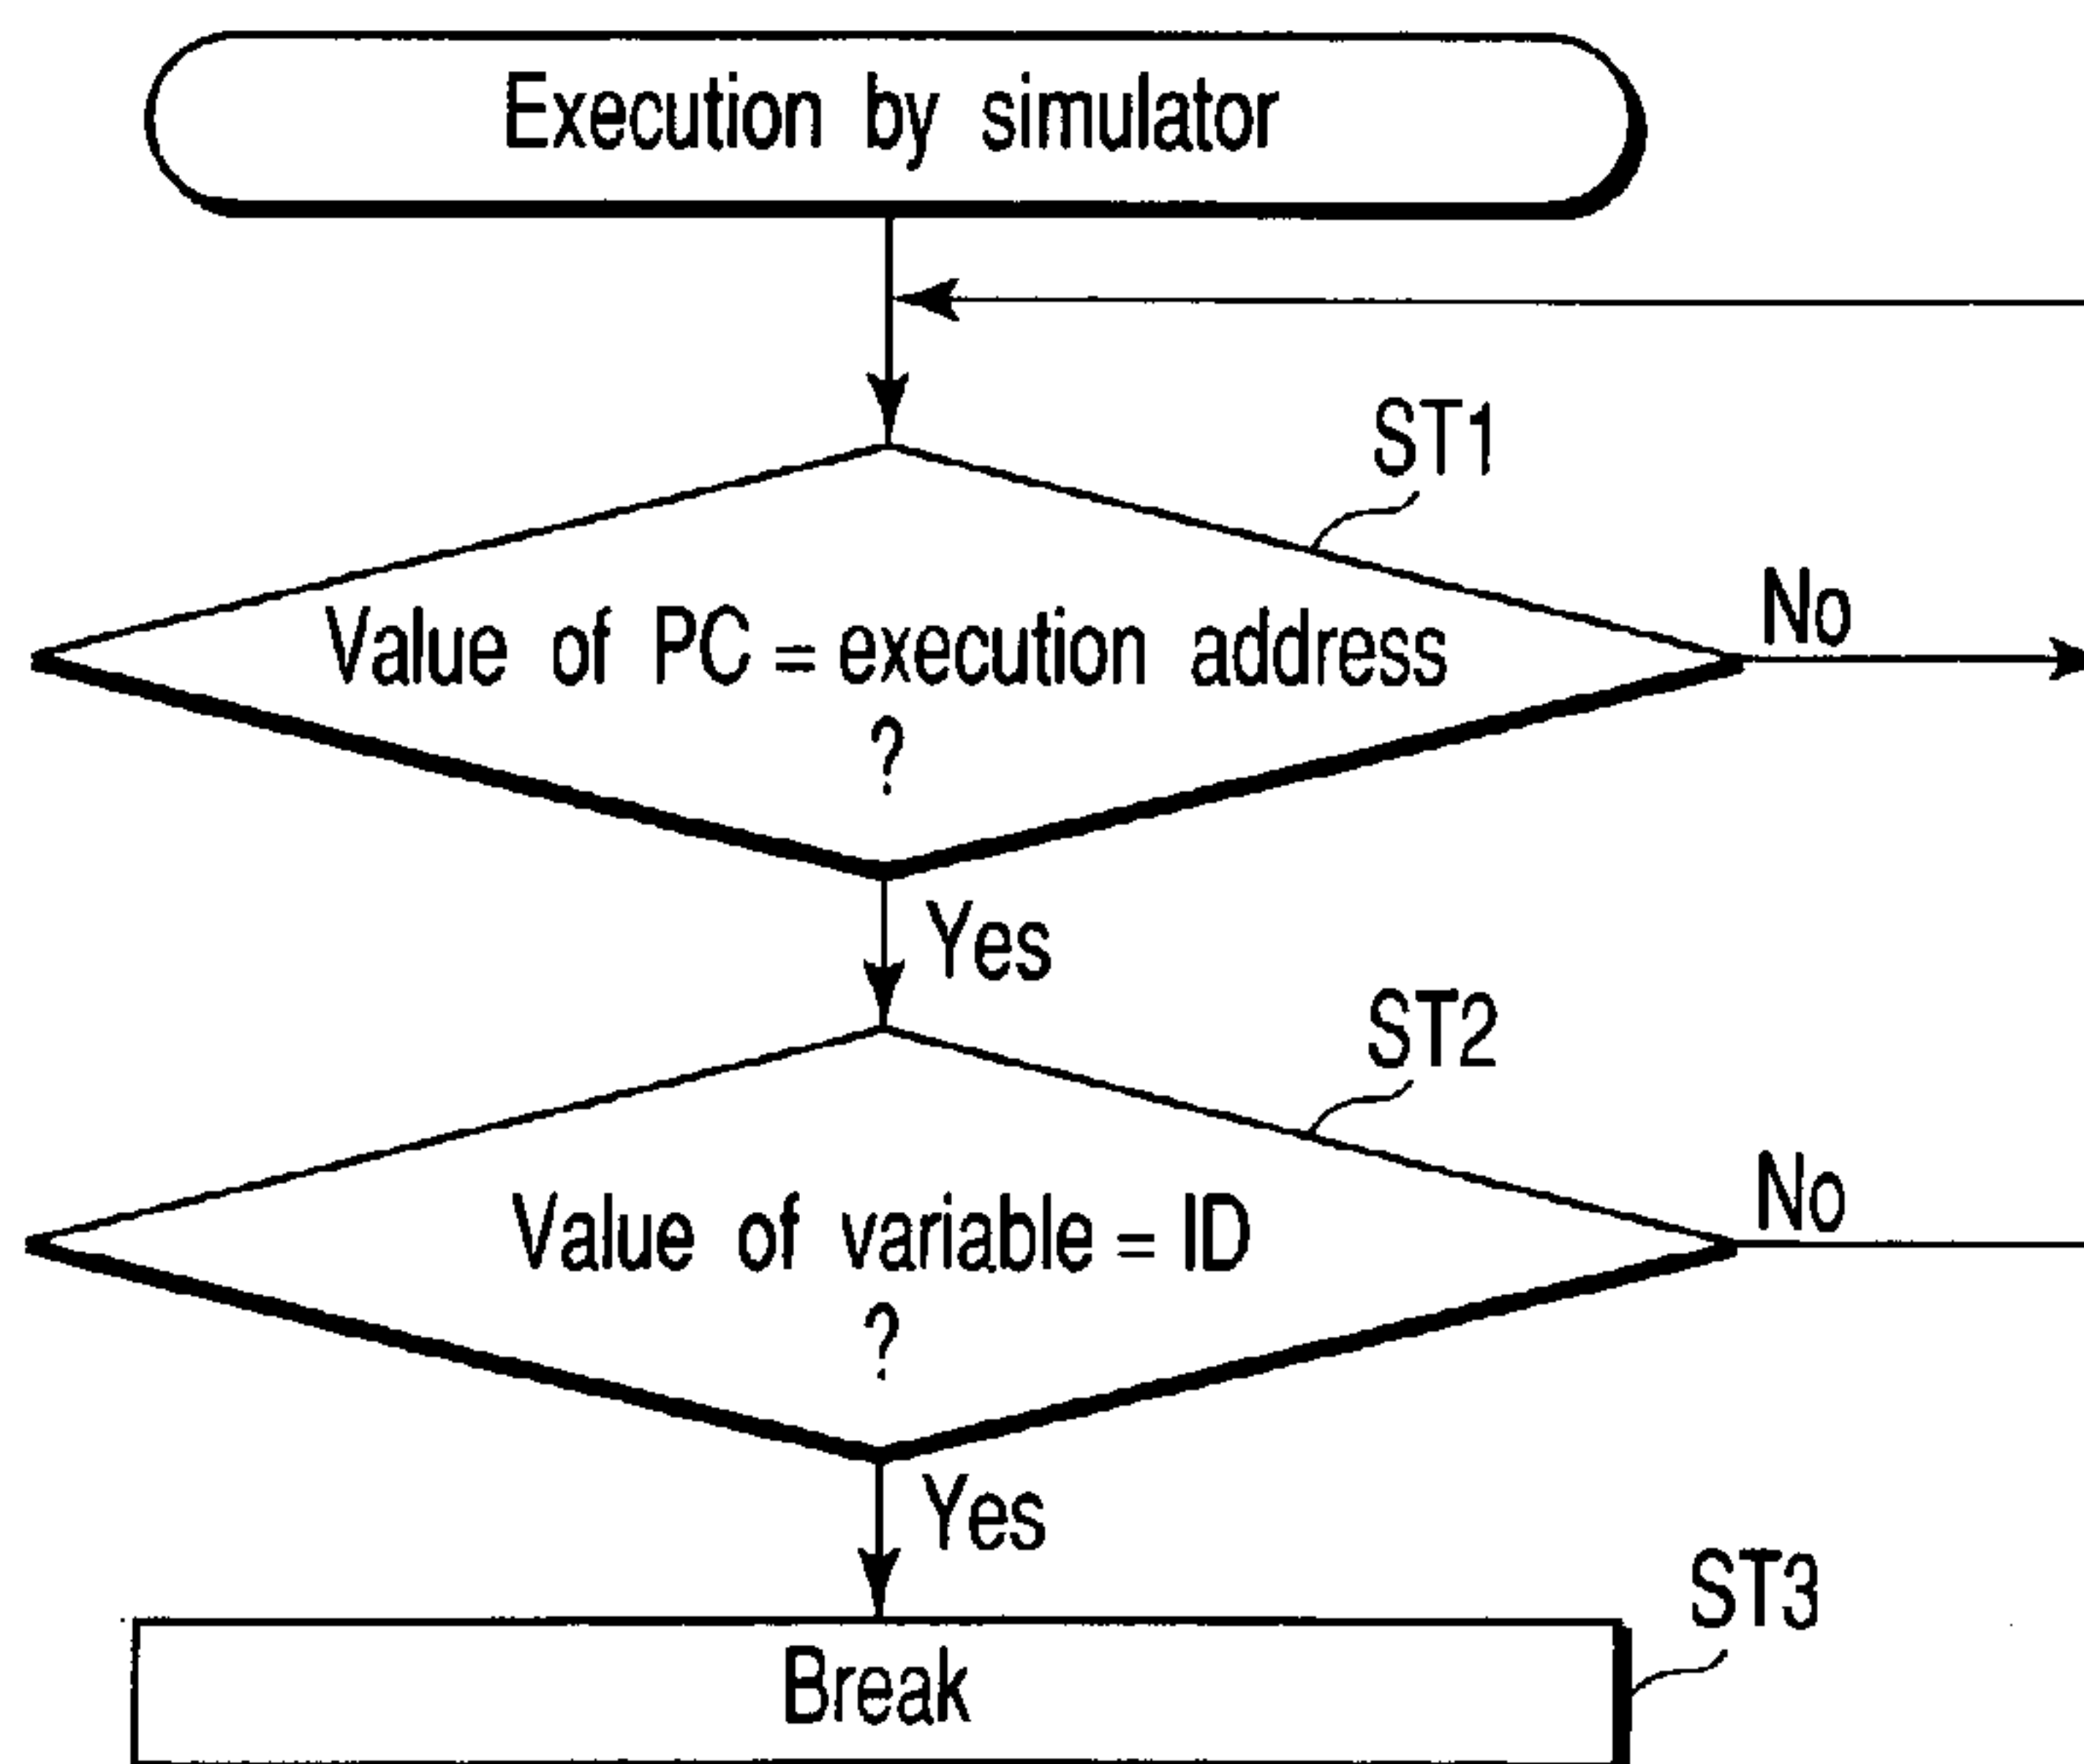 Execution by simulator
ST1
No
Value of PC = execution address
?
Yes
ST2
No
Value of variable = ID
?
Yes
ST3
Break